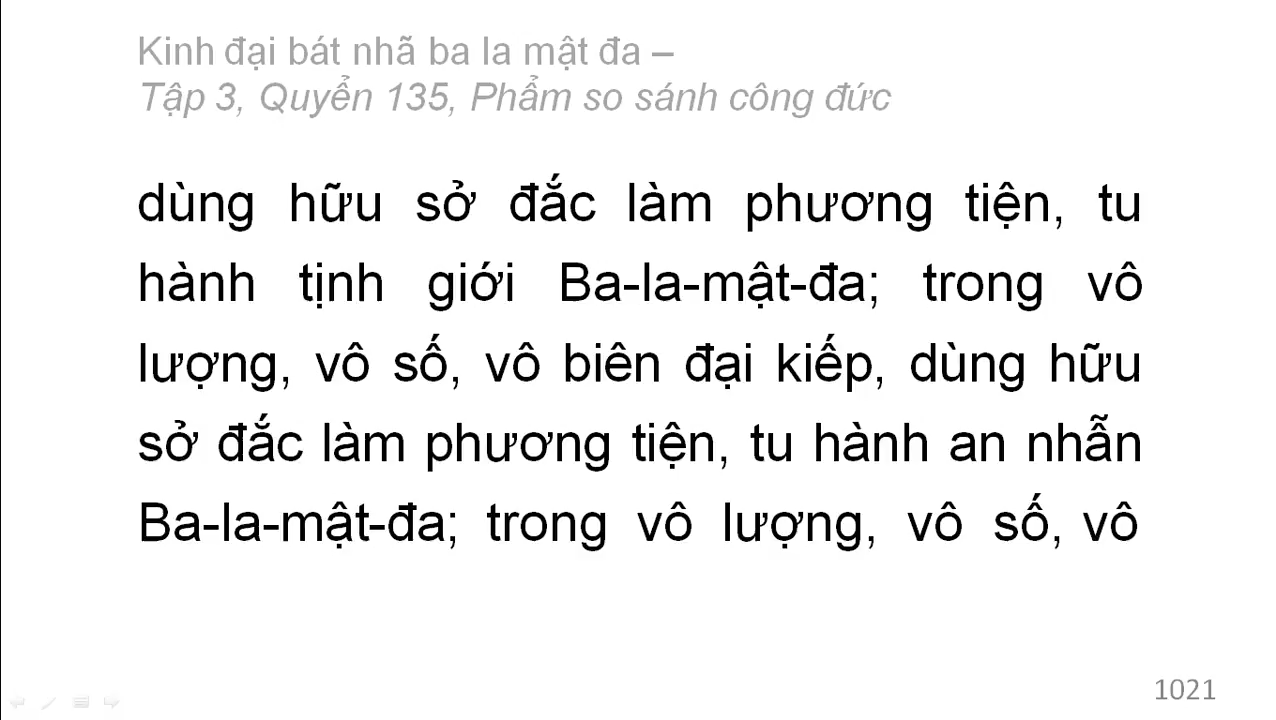 Kinh đại bát nhã ba la mật đa –
Tập 3, Quyển 135, Phẩm so sánh công đức
dùng hữu sở đắc làm phương tiện, tu
hành tịnh giới Ba-la-mật-đa; trong vô
lượng, vô số, vô biên đại kiếp, dùng hữu
sở đắc làm phương tiện, tu hành an nhẫn
Ba-la-mật-đa; trong vô lượng, vô số, vô
1021